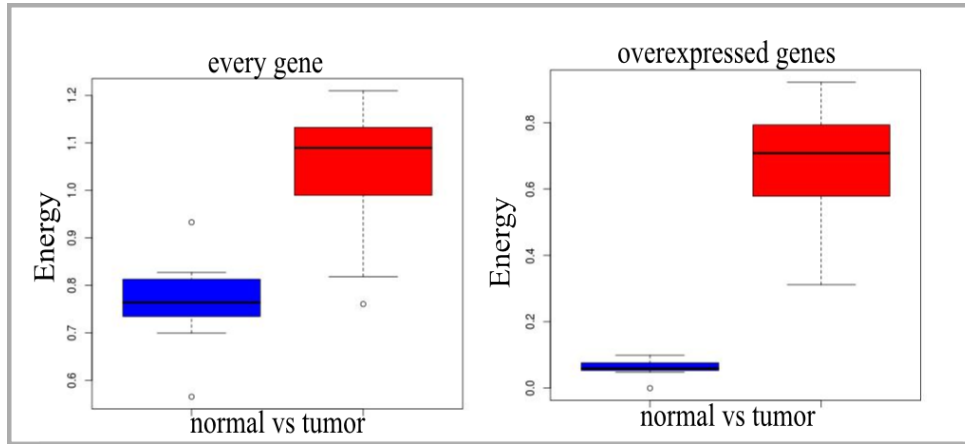 every gene
Energy
1.2
1.1
1.0
0.9
0.8
0.7
0.6
normal vs tumor
overexpressed genes
Energy
0.8
0.6
0.4
0.2
0.0
normal vs tumor